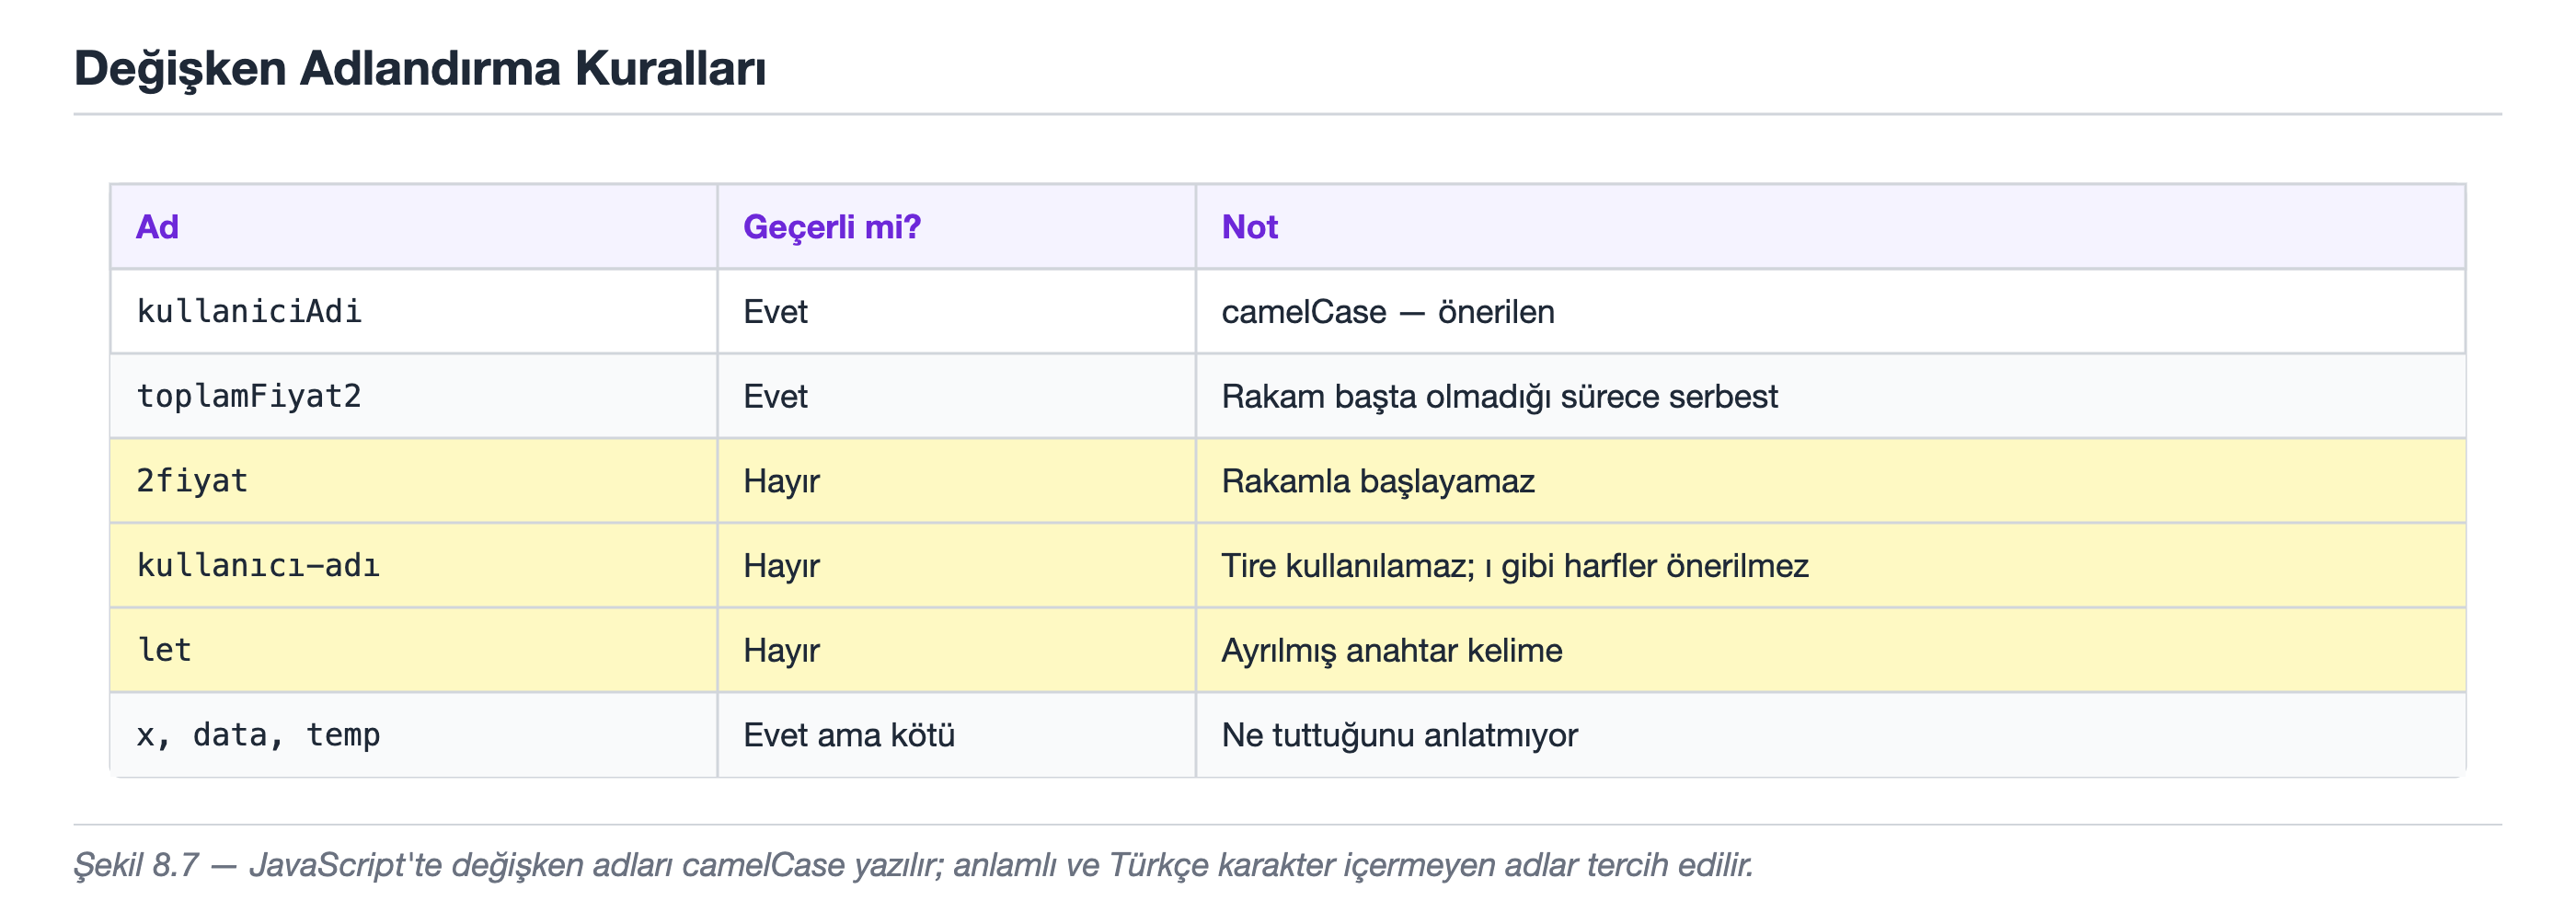 Değişken Adlandırma Kuralları
Ad Geçerli mi? Not
kullaniciAdi Evet camelCase — önerilen
toplamFiyat2 Evet Rakam başta olmadığı sürece serbest
2fiyat Hayır Rakamla başlayamaz
kullanıcı-adı Hayır Tire kullanılamaz; ı gibi harfler önerilmez
let Hayır Ayrılmış anahtar kelime
x, data, temp Evet ama kötü Ne tuttuğunu anlatmıyor
Şekil 8.7 — JavaScript'te değişken adları camelCase yazılır; anlamlı ve Türkçe karakter içermeyen adlar tercih edilir.